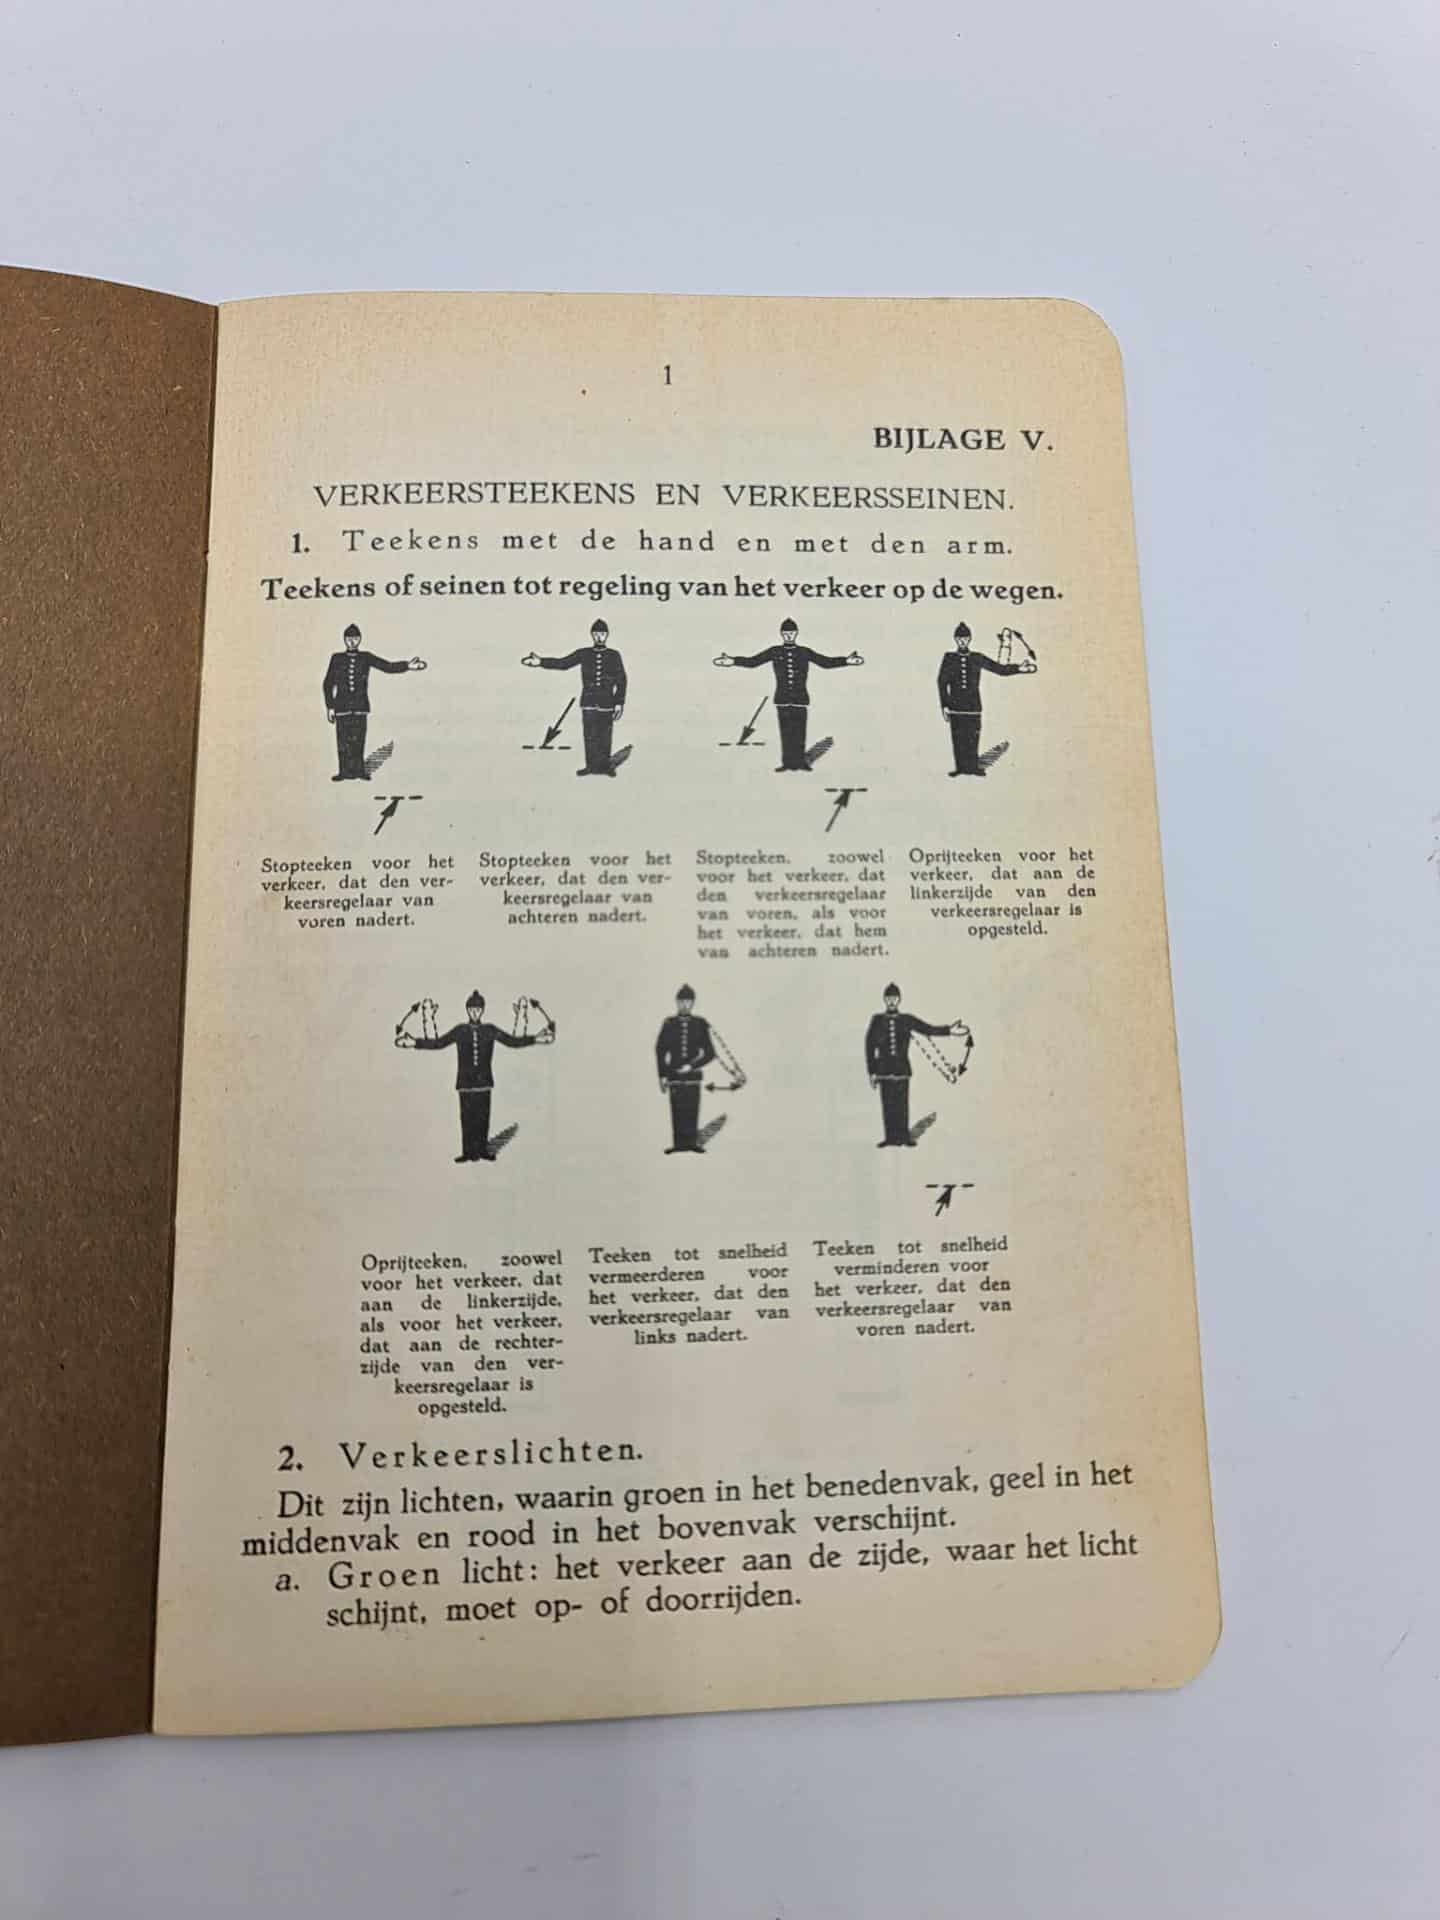 1
BIJLAGE V.
VERKEERSTEEKENS EN VERKEERSSEINEN.
1. Teekens met de hand en met den arm.
Teekens of seinen tot regeling van het verkeer op de wegen.
Stopteeken voor het
verkeer, dat den ver-
keersregelaar van
voren nadert.
Stopteeken voor het
verkeer, dat den ver-
keersregelaar van
achteren nadert.
Stopteeken, zoowel
voor het verkeer, dat
den verkeersregelaar
van voren, als voor
het verkeer, dat hem
van achteren nadert.
Oprijteeken voor het
verkeer, dat aan de
linkerzijde van den
verkeersregelaar is
opgesteld.
Oprijteeken, zoowel
voor het verkeer, dat
aan de linkerzijde,
als voor het verkeer,
dat aan de rechter-
zijde van den ver-
keersregelaar is
opgesteld.
Teeken tot snelheid
vermeerderen voor
het verkeer, dat den
verkeersregelaar van
links nadert.
Teeken tot snelheid
verminderen voor
het verkeer, dat den
verkeersregelaar van
voren nadert.
2. Verkeerslichten.
Dit zijn lichten, waarin groen in het benedenvak, geel in het
middenvak en rood in het bovenvak verschijnt.
a. Groen licht: het verkeer aan de zijde, waar het licht
schijnt, moet op- of doorrijden.